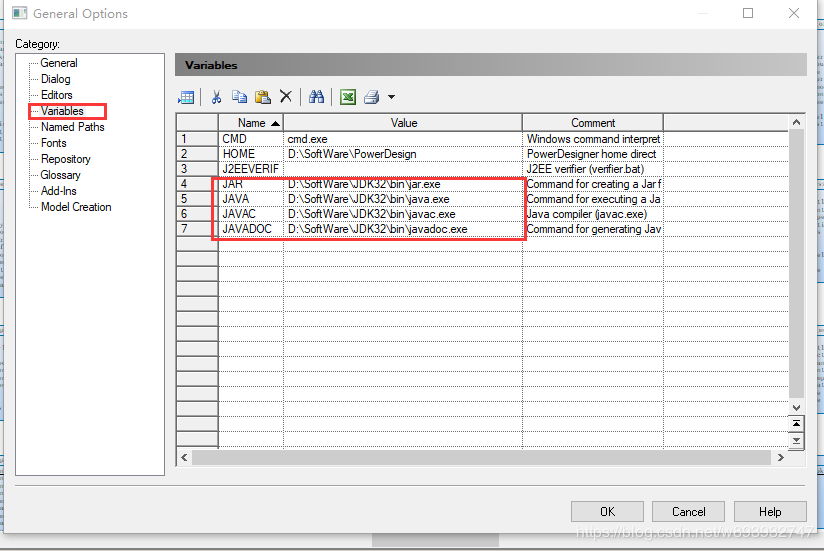 General Options
Category:
General
Dialog
Editors
Variables
Named Paths
Fonts
Repository
Glossary
Add-Ins
Model Creation
Variables
Name Value Comment
1 CMD cmd.exe Windows command interpret
2 HOME D:\SoftWare\PowerDesign PowerDesigner home direct
3 J2EEVERIF J2EE verifier (verifier.bat)
4 JAR D:\SoftWare\JDK32\bin\jar.exe Command for creating a Jar f
5 JAVA D:\SoftWare\JDK32\bin\java.exe Command for executing a Ja
6 JAVAC D:\SoftWare\JDK32\bin\javac.exe Java compiler (javac.exe)
7 JAVADOC D:\SoftWare\JDK32\bin\javadoc.exe Command for generating Jav
OK Cancel Help
https://blog.csdn.net/w893932747